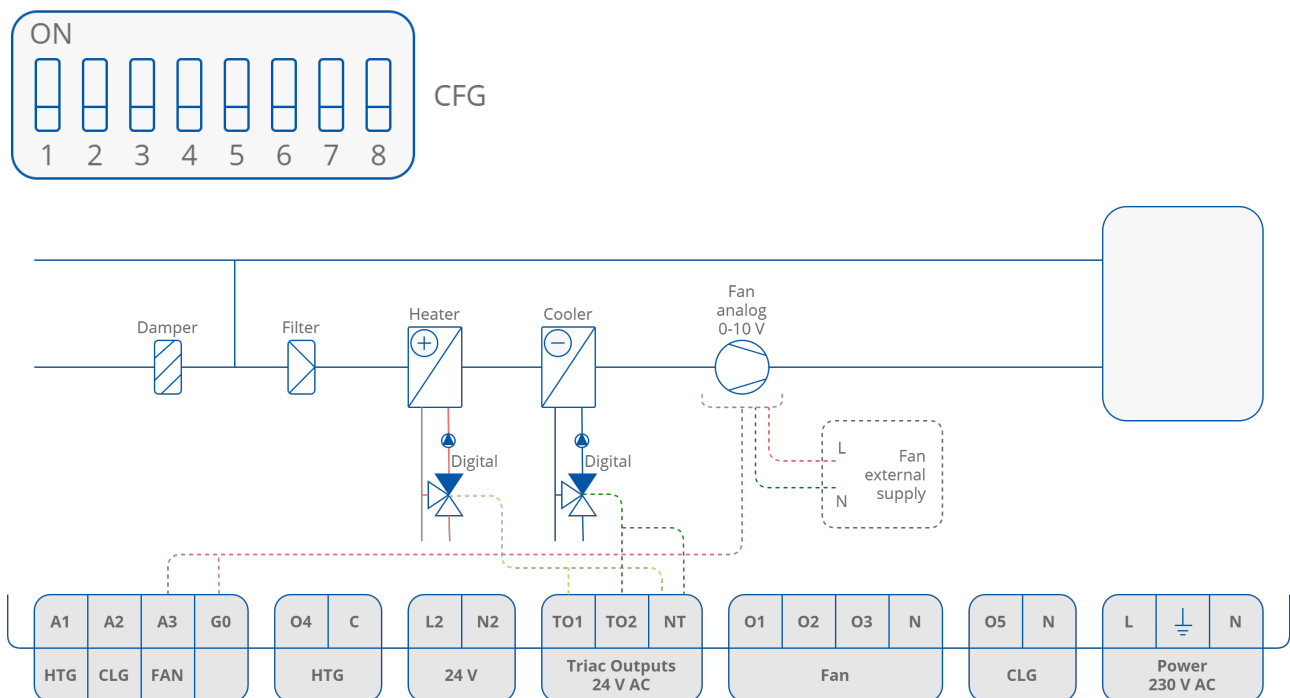 ON
1 2 3 4 5 6 7 8
CFG
Damper
Filter
Heater
Cooler
Fan
analog
0-10 V
Digital
Digital
L
N
Fan
external
supply
A1 A2 A3 G0
HTG CLG FAN
O4 C
HTG
L2 N2
24 V
TO1 TO2 NT
Triac Outputs
24 V AC
O1 O2 O3 N
Fan
O5 N
CLG
L N
Power
230 V AC